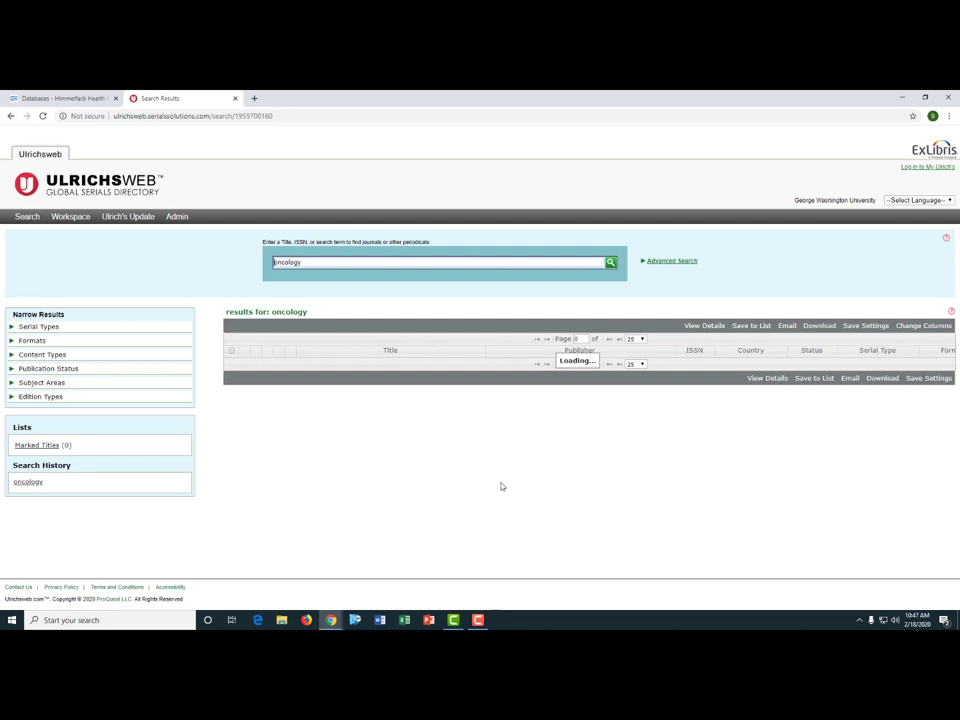 Databases - Himmelfarb Health
Search Results
Not secure | ulrichsweb.serialssolutions.com/search/1959700160
Ulrichsweb
ExLibris
Log in to My Ulrich's
ULRICHSWEB™
GLOBAL SERIALS DIRECTORY
George Washington University
--Select Language--
Search Workspace Ulrich's Update Admin
Enter a Title, ISSN, or search term to find journals or other periodicals:
oncology
Advanced Search
Narrow Results
Serial Types
Formats
Content Types
Publication Status
Subject Areas
Edition Types
Lists
Marked Titles (0)
Search History
oncology
results for: oncology
View Details Save to List Email Download Save Settings Change Columns
Page 0 of 25
Title Publisher ISSN Country Status Serial Type Form
Loading...
25
View Details Save to List Email Download Save Settings
Contact Us | Privacy Policy | Terms and Conditions | Accessibility
Ulrichsweb.com™, Copyright © 2020 ProQuest LLC. All Rights Reserved
Start your search
10:47 AM
2/18/2020